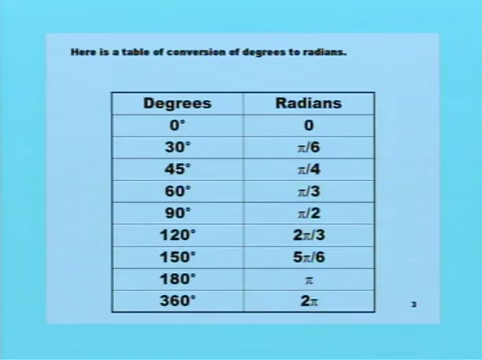 Here is a table of conversion of degrees to radians.
Degrees Radians
0° 0
30° π/6
45° π/4
60° π/3
90° π/2
120° 2π/3
150° 5π/6
180° π
360° 2π
3